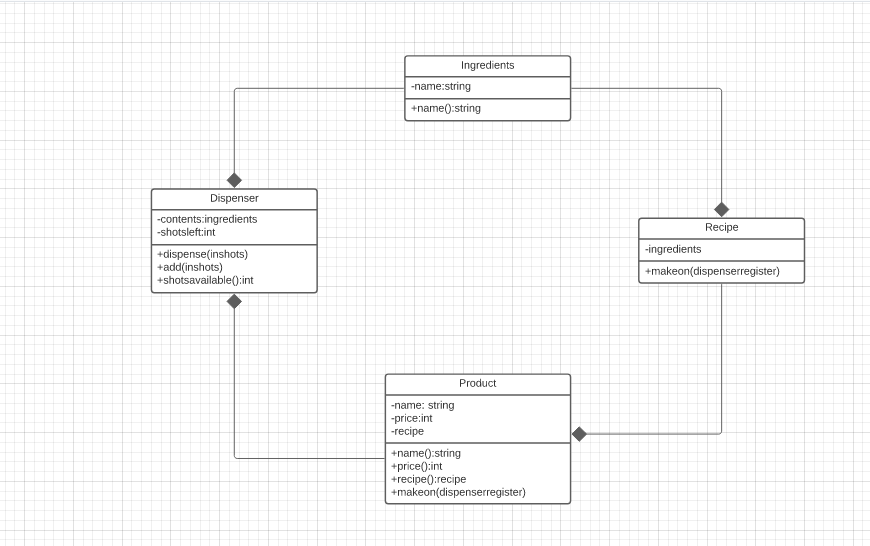 Ingredients
-name:string
+name():string
Dispenser
-contents:ingredients
-shotsleft:int
+dispense(inshots)
+add(inshots)
+shotsavailable():int
Recipe
-ingredients
+makeon(dispenserregister)
Product
-name: string
-price:int
-recipe
+name():string
+price():int
+recipe():recipe
+makeon(dispenserregister)